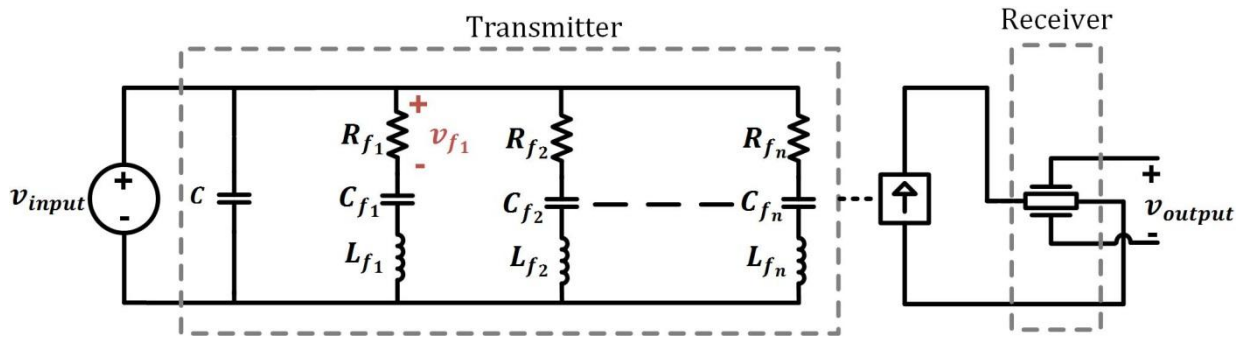 Transmitter
Receiver
v_input
+
-
C
R_f1
+
v_f1
-
C_f1
L_f1
R_f2
C_f2
L_f2
R_fn
C_fn
L_fn
+
v_output
-